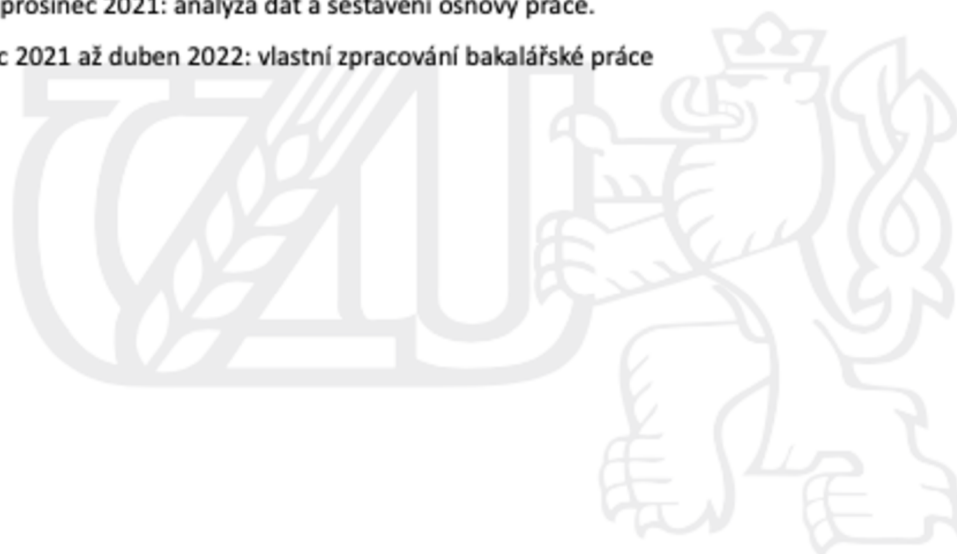 prosinec 2021: analýza dat a sestavení osnovy práce.
c 2021 až duben 2022: vlastní zpracování bakalářské práce